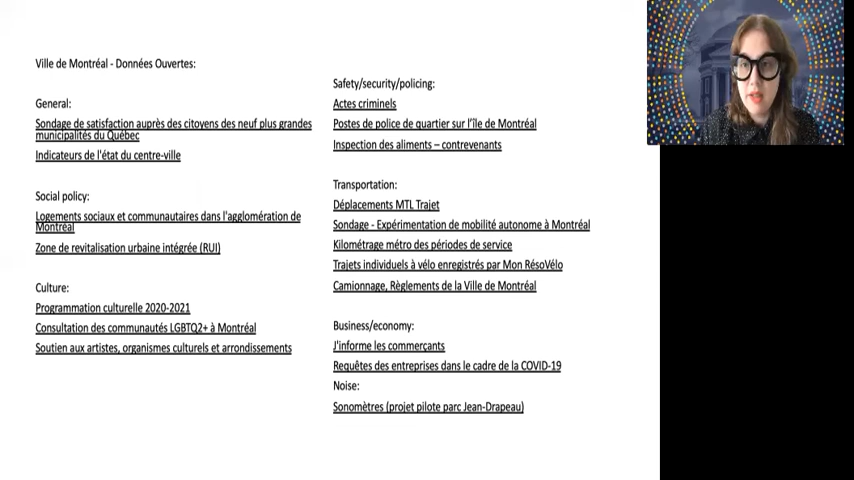 Ville de Montréal - Données Ouvertes:
General:
Sondage de satisfaction auprès des citoyens des neuf plus grandes
municipalités du Québec
Indicateurs de l'état du centre-ville
Social policy:
Logements sociaux et communautaires dans l'agglomération de
Montréal
Zone de revitalisation urbaine intégrée (RUI)
Culture:
Programmation culturelle 2020-2021
Consultation des communautés LGBTQ2+ à Montréal
Soutien aux artistes, organismes culturels et arrondissements
Safety/security/policing:
Actes criminels
Postes de police de quartier sur l’île de Montréal
Inspection des aliments – contrevenants
Transportation:
Déplacements MTL Trajet
Sondage - Expérimentation de mobilité autonome à Montréal
Kilométrage métro des périodes de service
Trajets individuels à vélo enregistrés par Mon RésoVélo
Camionnage, Règlements de la Ville de Montréal
Business/economy:
J'informe les commerçants
Requêtes des entreprises dans le cadre de la COVID-19
Noise:
Sonomètres (projet pilote parc Jean-Drapeau)